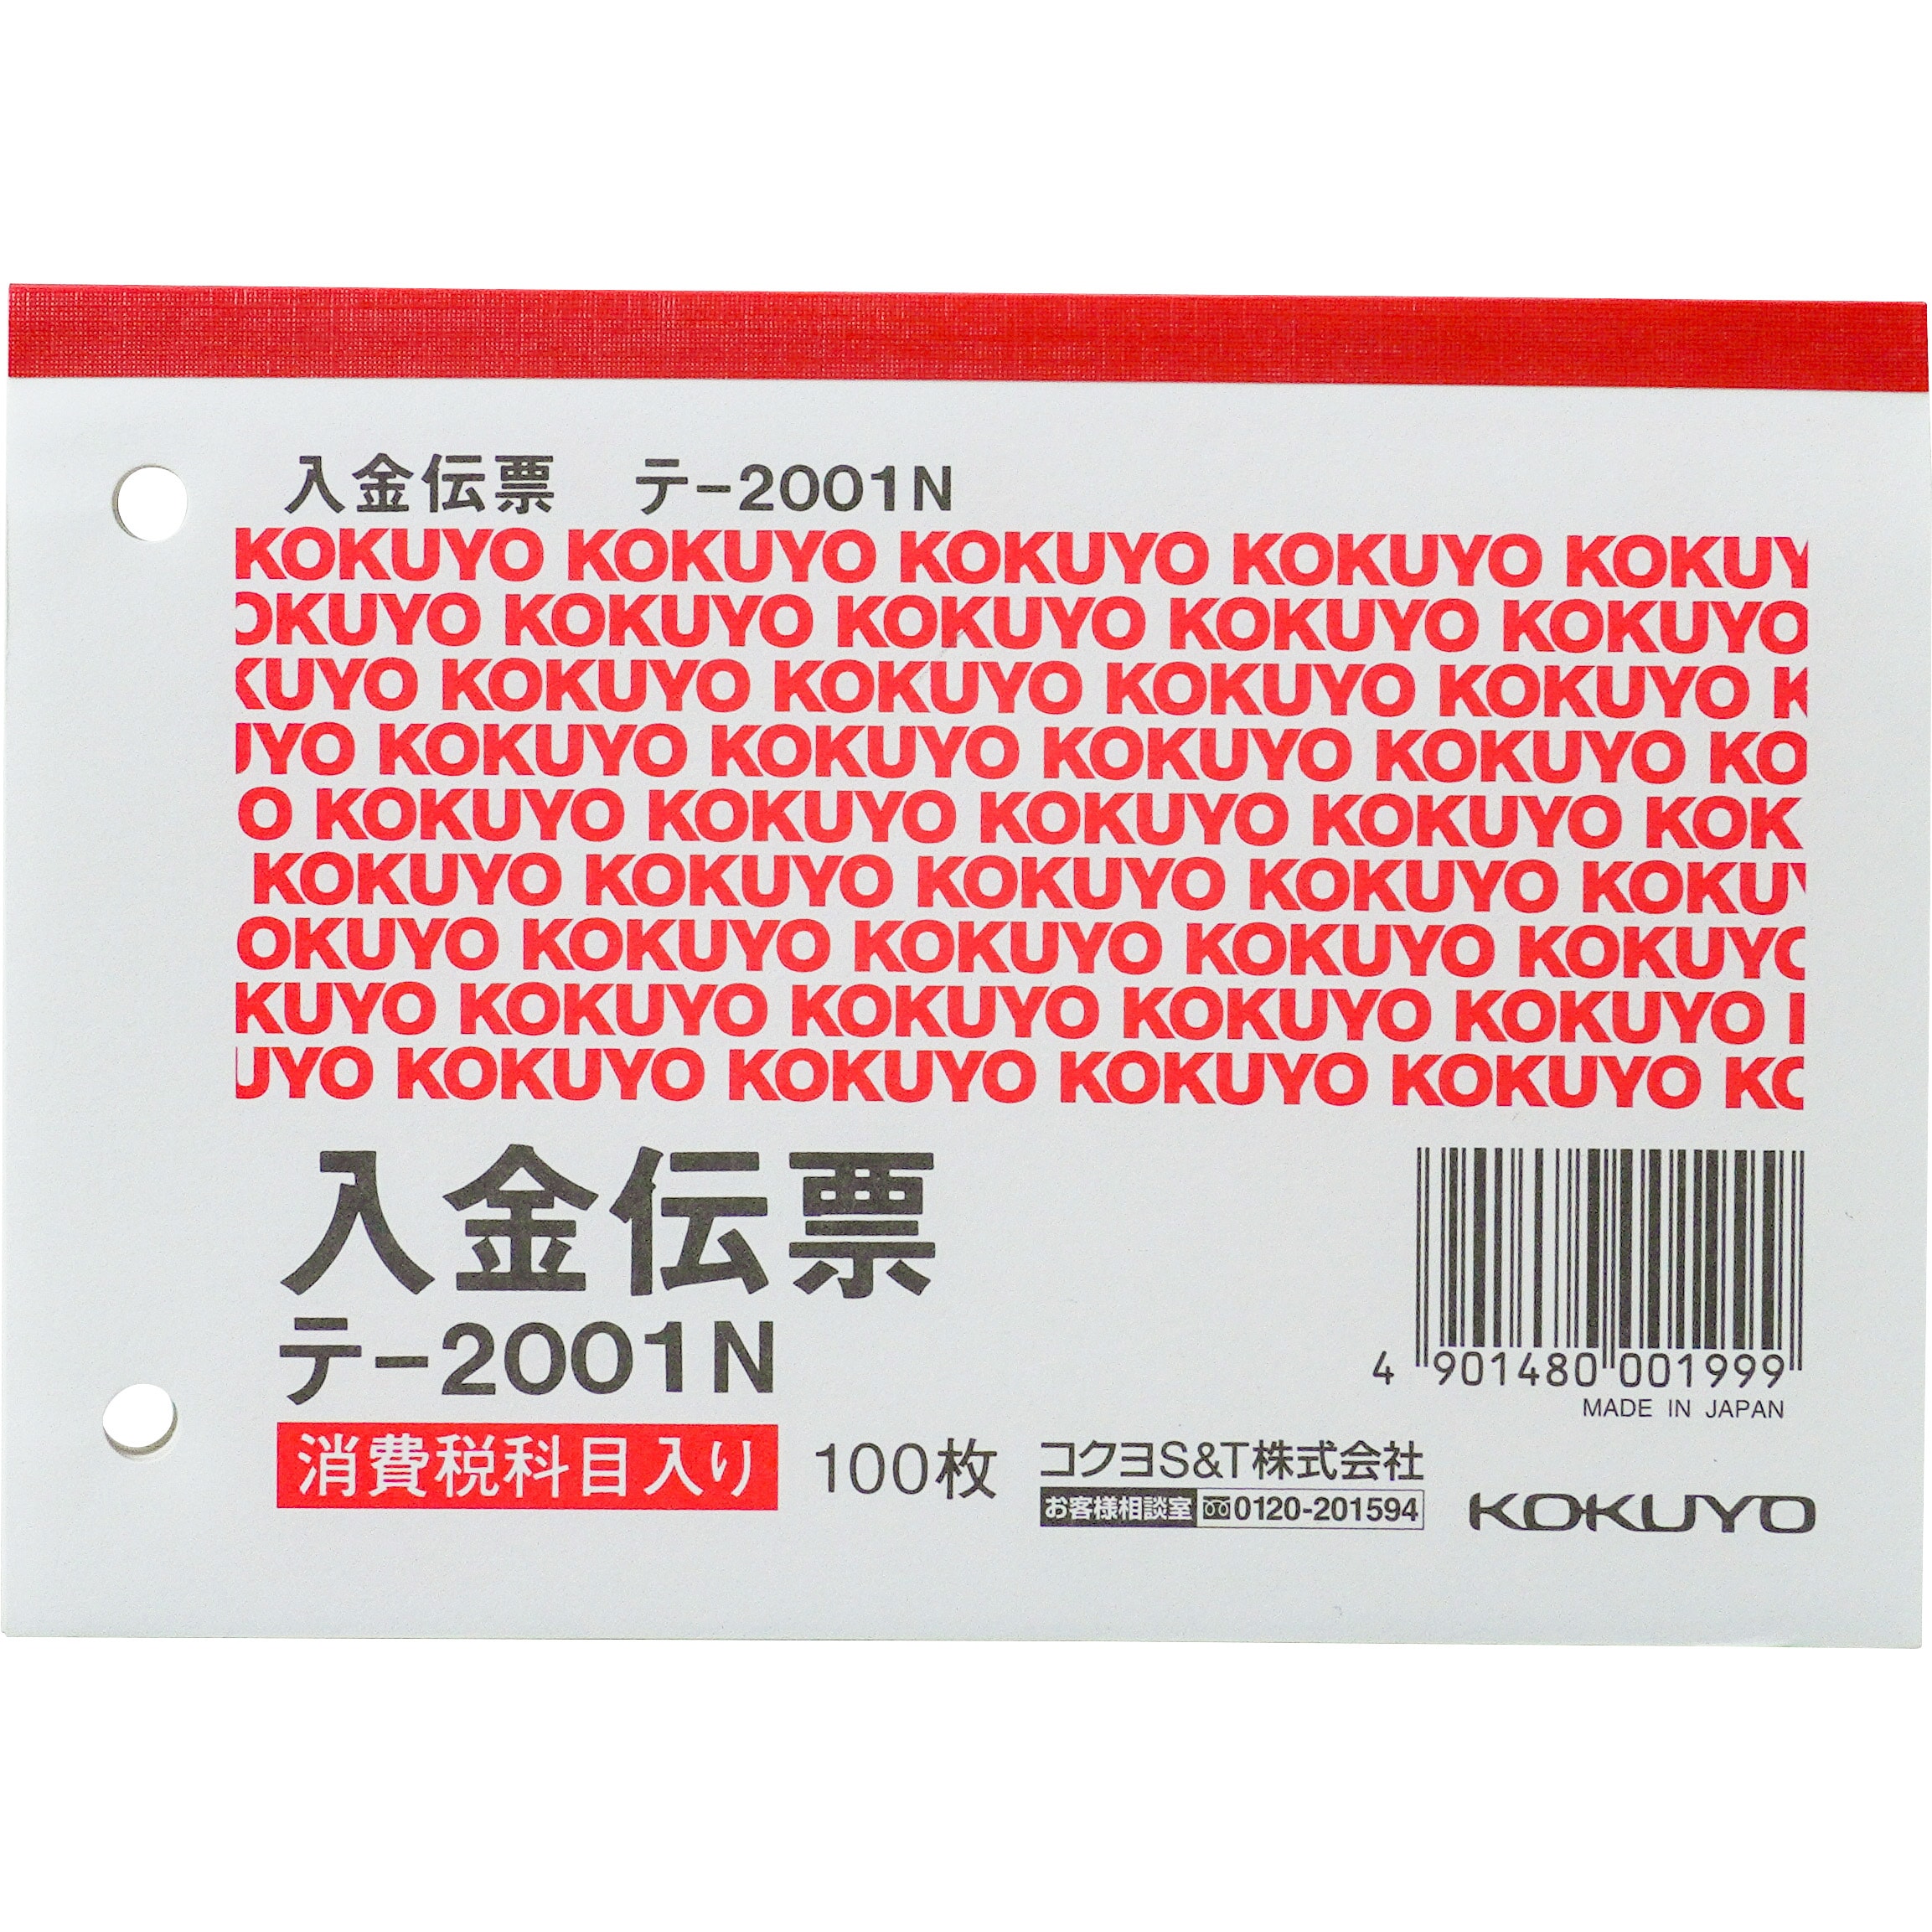 入金伝票 テ-2001N
KOKUYO KOKUYO KOKUYO KOKUYO KOKUY
OKUYO KOKUYO KOKUYO KOKUYO KOKUYO
KUYO KOKUYO KOKUYO KOKUYO KOKUYO K
UYO KOKUYO KOKUYO KOKUYO KOKUYO KO
O KOKUYO KOKUYO KOKUYO KOKUYO KOK
KOKUYO KOKUYO KOKUYO KOKUYO KOKUY
OKUYO KOKUYO KOKUYO KOKUYO KOKUYO
KUYO KOKUYO KOKUYO KOKUYO KOKUYO K
UYO KOKUYO KOKUYO KOKUYO KOKUYO KO
入金伝票
テ-2001N
4 901480 001999
MADE IN JAPAN
消費税科目入り 100枚 コクヨS&T株式会社
お客様相談室 0120-201594
KOKUYO